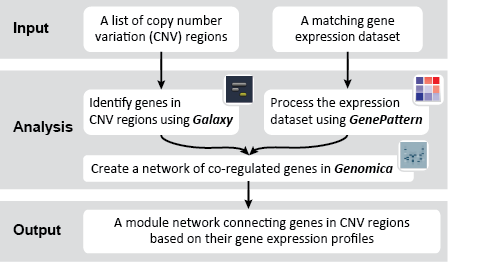 Input
A list of copy number
variation (CNV) regions
A matching gene
expression dataset
Analysis
Identify genes in
CNV regions using Galaxy
Process the expression
dataset using GenePattern
Create a network of co-regulated genes in Genomica
Output
A module network connecting genes in CNV regions
based on their gene expression profiles